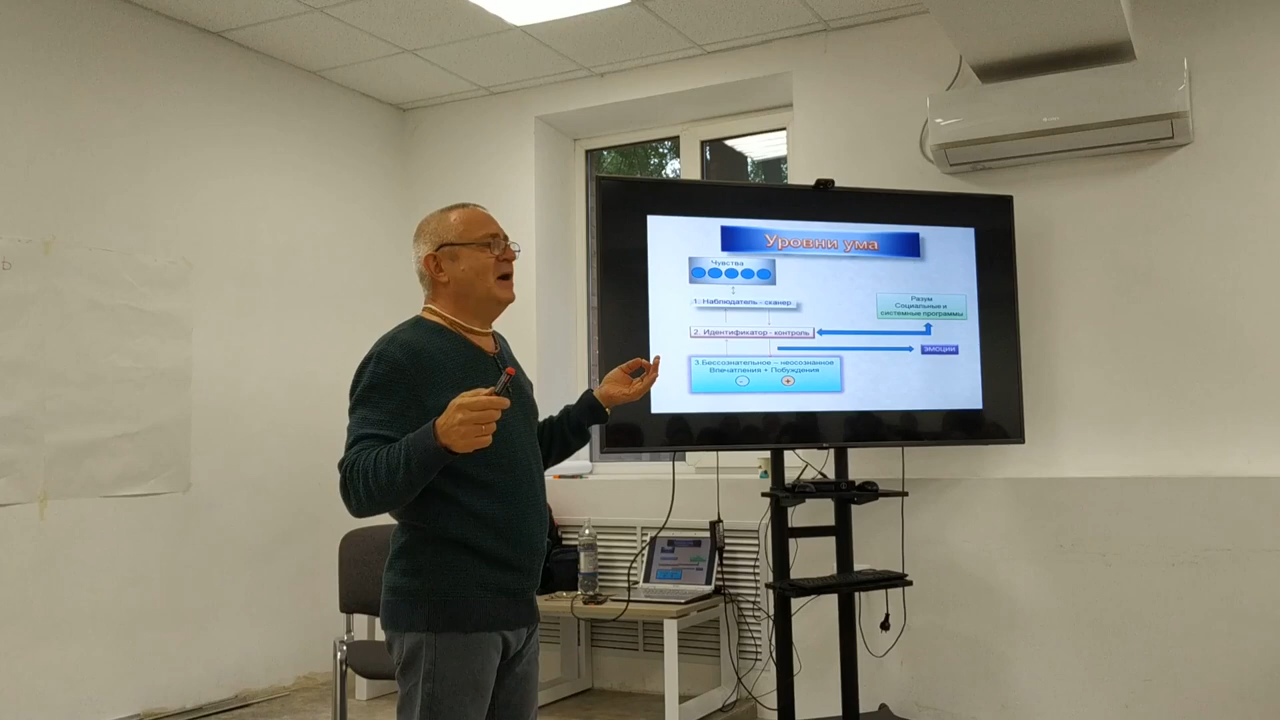 Уровни ума
Чувства
1. Наблюдатель - сканер
Разум
Социальные и
системные программы
2. Идентификатор - контроль
эмоции
3.Бессознательное – неосознанное
Впечатления + Побуждения
- +